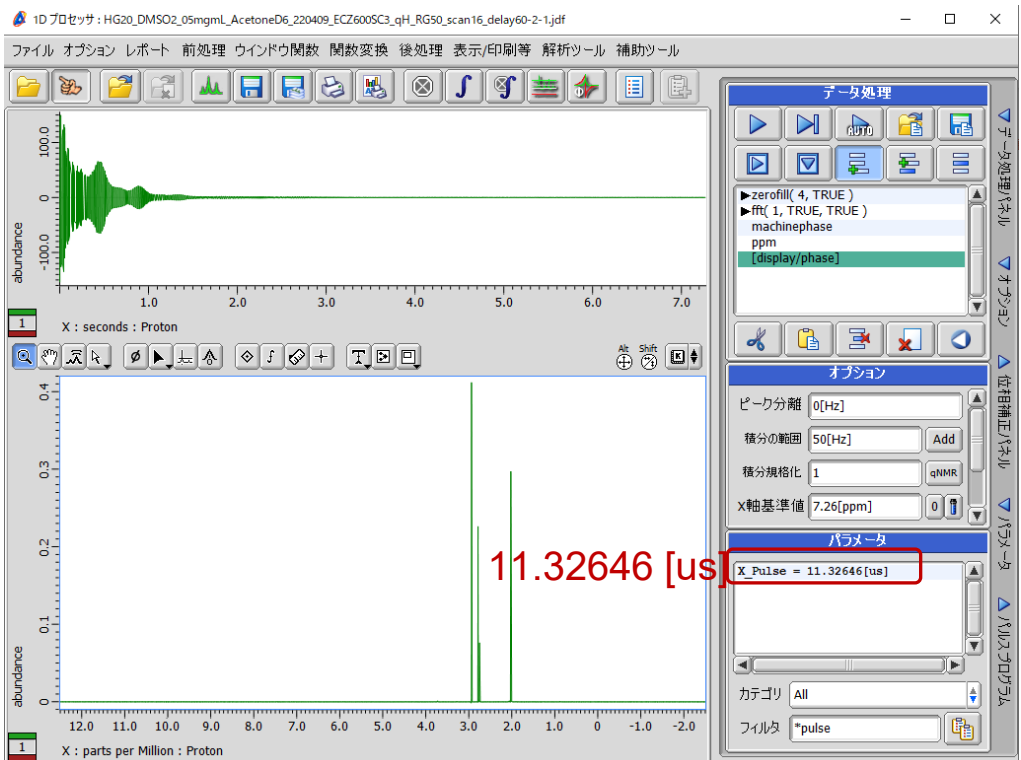 1D プロセッサ : HG20_DMSO2_05mgmL_AcetoneD6_220409_ECZ600SC3_qH_RG50_scan16_delay60-2-1.jdf
ファイル オプション レポート 前処理 ウインドウ関数 関数変換 後処理 表示/印刷等 解析ツール 補助ツール
abundance
-100.0 0 100.0
1.0 2.0 3.0 4.0 5.0 6.0 7.0
1
X : seconds : Proton
Alt Shift
abundance
0 0.1 0.2 0.3 0.4
12.0 11.0 10.0 9.0 8.0 7.0 6.0 5.0 4.0 3.0 2.0 1.0 0 -1.0 -2.0
1
X : parts per Million : Proton
11.32646 [us]
データ処理
AUTO
zerofill( 4, TRUE )
fft( 1, TRUE, TRUE )
machinephase
ppm
[display/phase]
オプション
ピーク分離 0[Hz]
積分の範囲 50[Hz] Add
積分規格化 1 qNMR
X軸基準値 7.26[ppm] 0
パラメータ
X_Pulse = 11.32646[us]
カテゴリ All
フィルタ *pulse
データ処理パネル
オプション
位相補正パネル
パラメータ
パルスプログラム